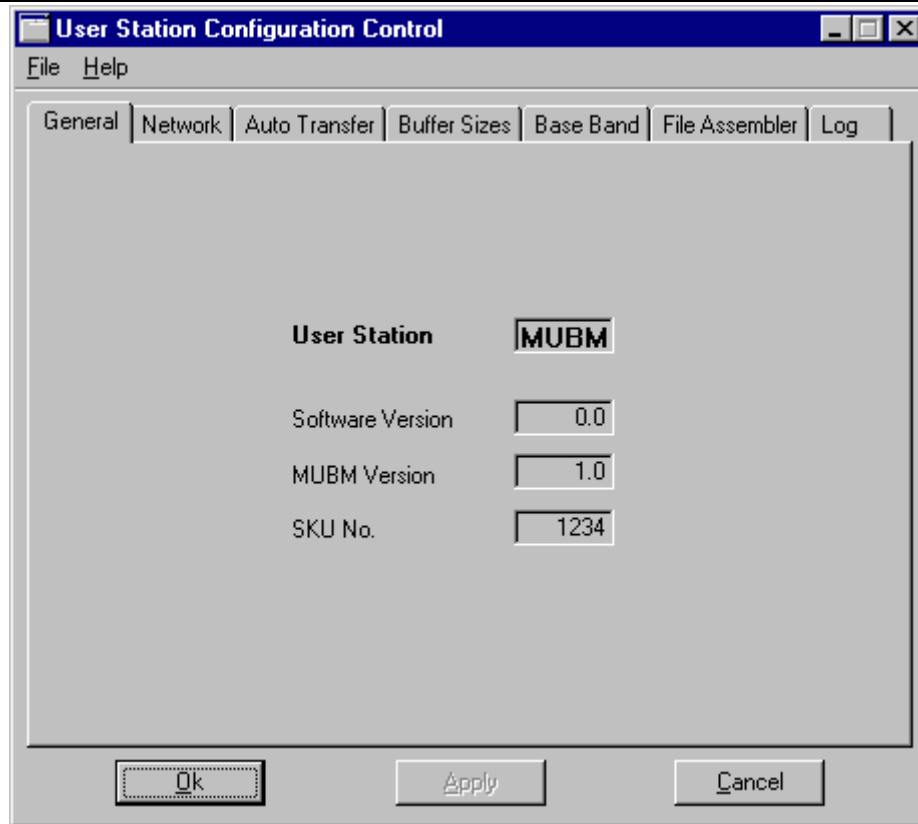 User Station Configuration Control
File Help
General Network Auto Transfer Buffer Sizes Base Band File Assembler Log
User Station MUBM
Software Version 0.0
MUBM Version 1.0
SKU No. 1234
Ok Apply Cancel